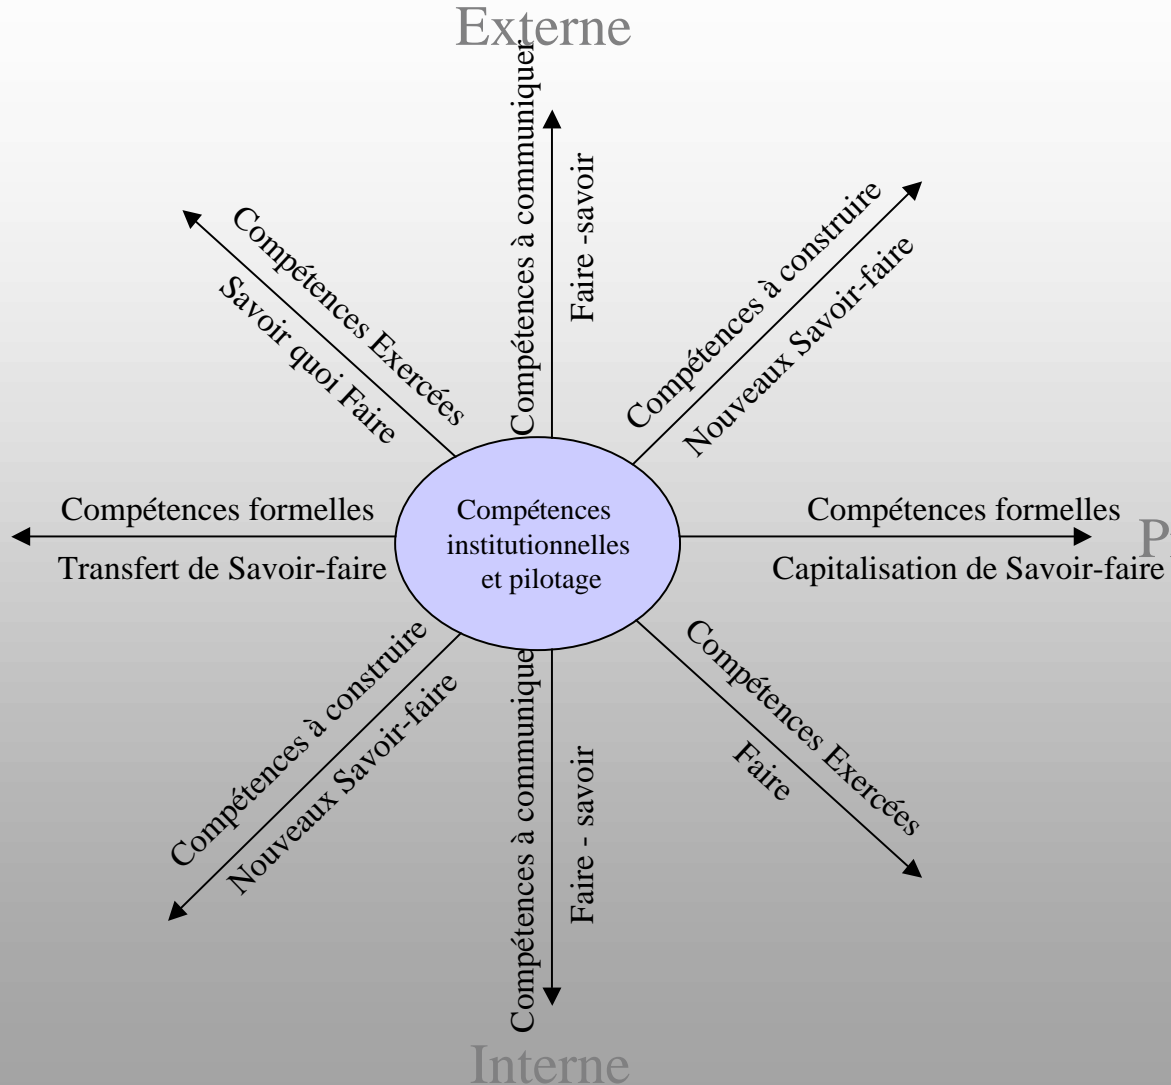 Externe
Compétences à communiquer
Faire -savoir
Compétences à construire
Nouveaux Savoir-faire
Compétences Exercées
Savoir quoi Faire
Compétences formelles
Transfert de Savoir-faire
Compétences
institutionnelles
et pilotage
Compétences formelles
Capitalisation de Savoir-faire
Compétences à construire
Nouveaux Savoir-faire
Compétences à communique
Faire - savoir
Compétences Exercées
Faire
Interne